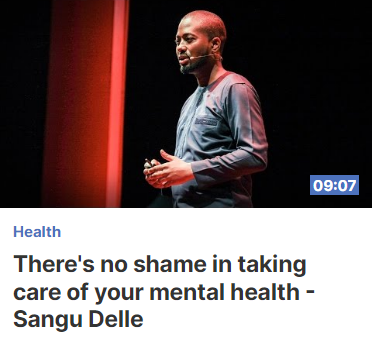 09:07
Health
There's no shame in taking
care of your mental health -
Sangu Delle